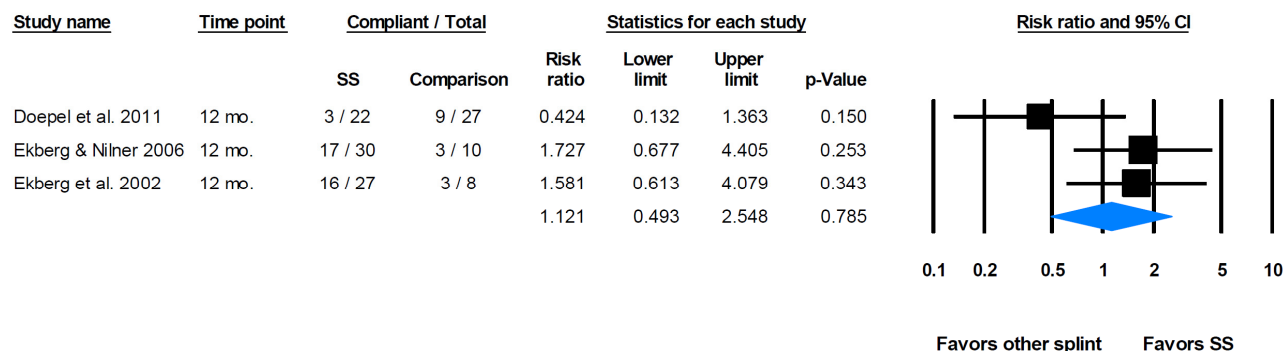 Study name Time point Compliant / Total Statistics for each study Risk ratio and 95% CI
SS Comparison Risk ratio Lower limit Upper limit p-Value
Doepel et al. 2011 12 mo. 3 / 22 9 / 27 0.424 0.132 1.363 0.150
Ekberg & Nilner 2006 12 mo. 17 / 30 3 / 10 1.727 0.677 4.405 0.253
Ekberg et al. 2002 12 mo. 16 / 27 3 / 8 1.581 0.613 4.079 0.343
1.121 0.493 2.548 0.785
0.1 0.2 0.5 1 2 5 10
Favors other splint Favors SS